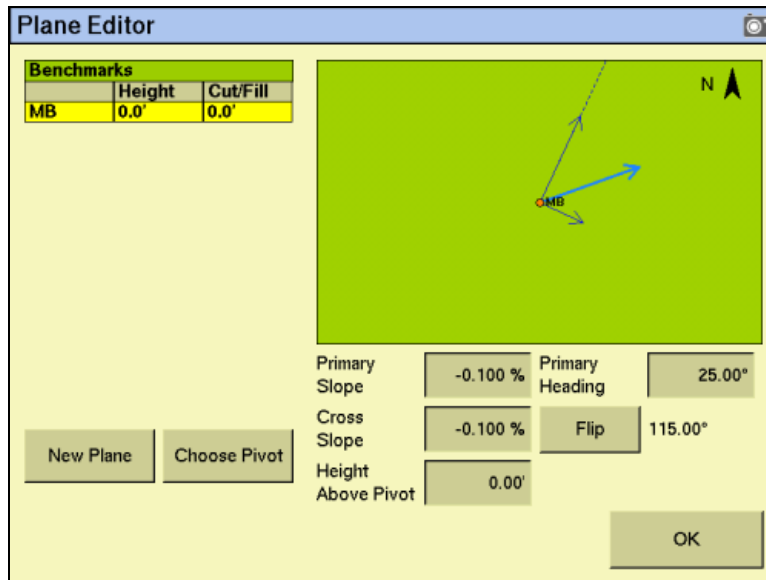 Plane Editor
Benchmarks
Height Cut/Fill
MB 0.0' 0.0'
N
MB
Primary Slope -0.100 % Primary Heading 25.00°
Cross Slope -0.100 % Flip 115.00°
Height Above Pivot 0.00'
New Plane Choose Pivot
OK